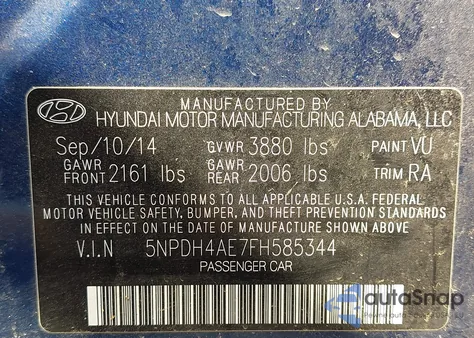 MANUFACTURED BY
HYUNDAI MOTOR MANUFACTURING ALABAMA, LLC
Sep/10/14 GVWR 3880 lbs PAINT VU
GAWR FRONT 2161 lbs GAWR REAR 2006 lbs TRIM RA
THIS VEHICLE CONFORMS TO ALL APPLICABLE U.S.A. FEDERAL
MOTOR VEHICLE SAFETY, BUMPER, AND THEFT PREVENTION
STANDARDS IN EFFECT ON THE DATE OF MANUFACTURE
SHOWN ABOVE.
V.I.N 5NPDH4AE7FH585344
PASSENGER CAR
autoSnap